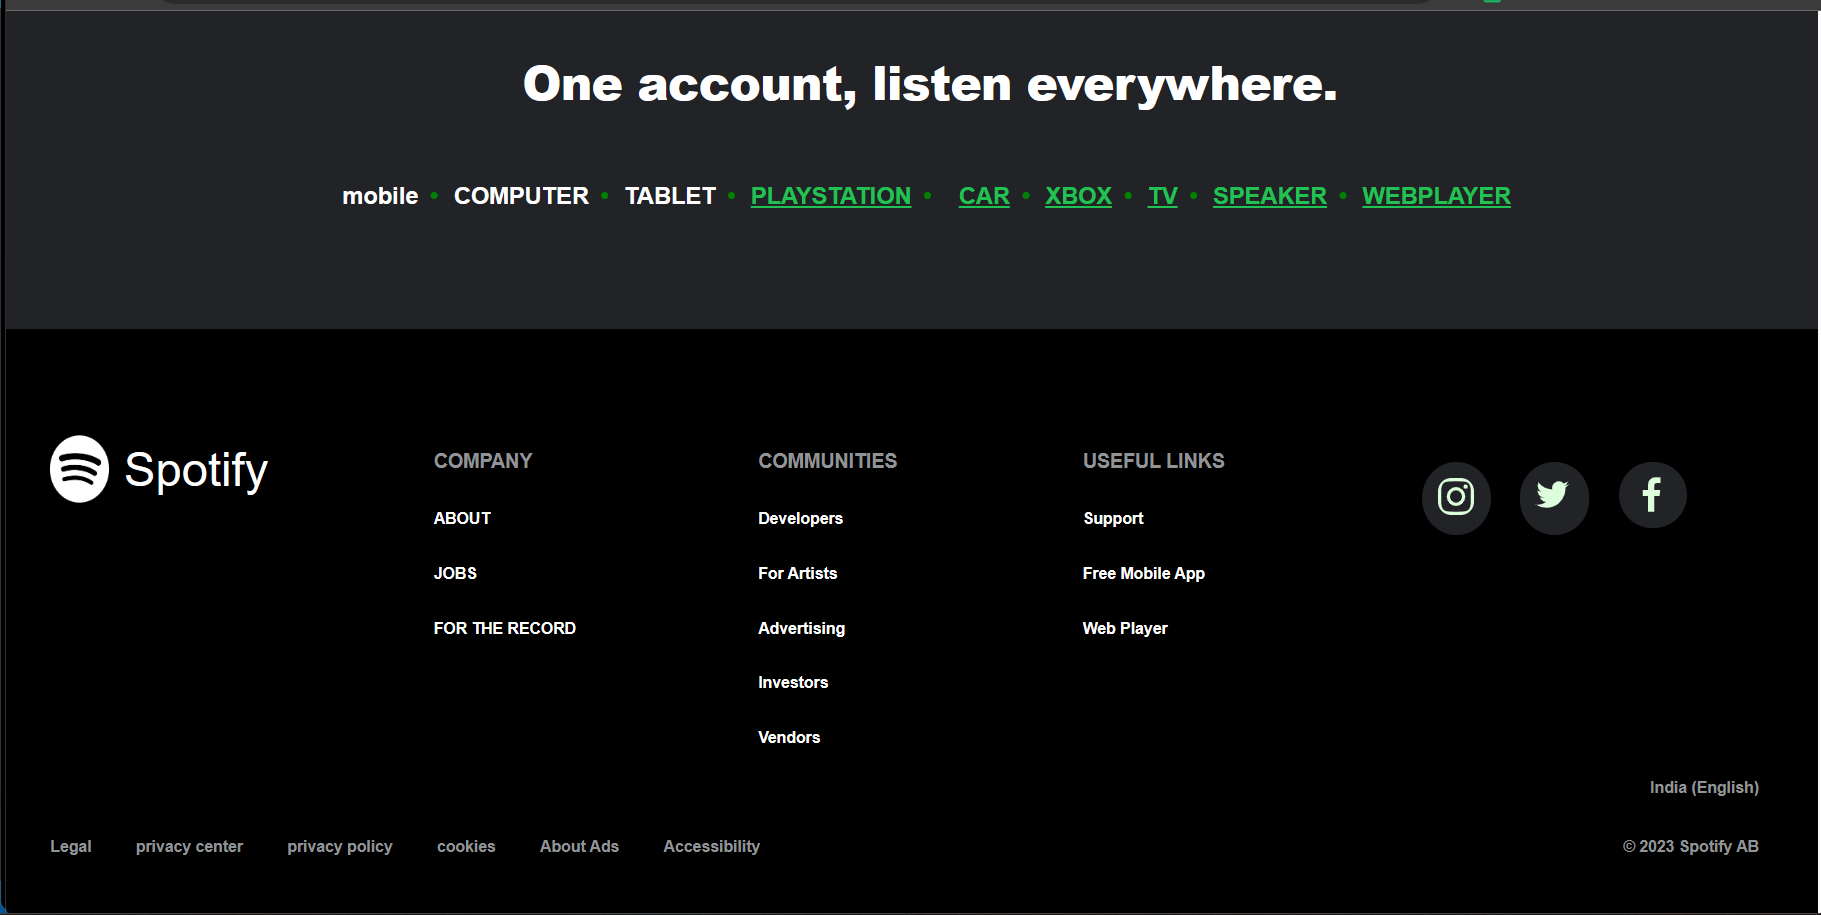 One account, listen everywhere.
mobile • COMPUTER • TABLET • PLAYSTATION • CAR • XBOX • TV • SPEAKER • WEBPLAYER
Spotify
COMPANY
ABOUT
JOBS
FOR THE RECORD
COMMUNITIES
Developers
For Artists
Advertising
Investors
Vendors
USEFUL LINKS
Support
Free Mobile App
Web Player
India (English)
Legal privacy center privacy policy cookies About Ads Accessibility
© 2023 Spotify AB